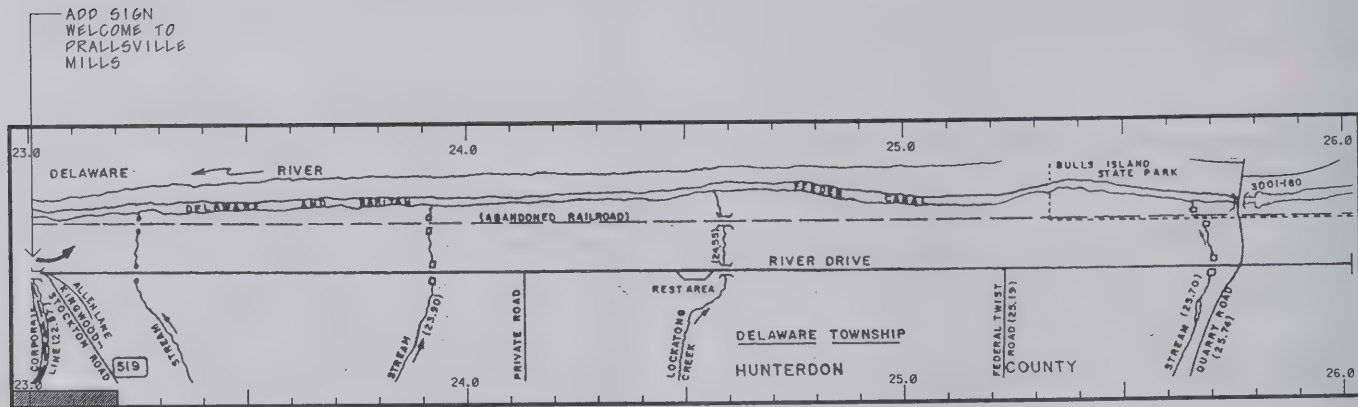 ADD SIGN
WELCOME TO
PRALLSVILLE
MILLS
23.0
24.0
25.0
26.0
DELAWARE RIVER
BULLS ISLAND
STATE PARK
3001-180
DELAWARE AND RARITAN FEEDER CANAL
(ABANDONED RAILROAD)
(24.55)
RIVER DRIVE
REST AREA
CORPORATE
LINE
ALLEN LANE
KINGWOOD-
STOCKTON ROAD
519
STREAM
STREAM (23.90)
PRIVATE ROAD
LOCKATONG
CREEK
DELAWARE TOWNSHIP
HUNTERDON COUNTY
FEDERAL TWIST
ROAD (25.19)
STREAM (25.70)
QUARRY ROAD
(25.76)
23.0
24.0
25.0
26.0